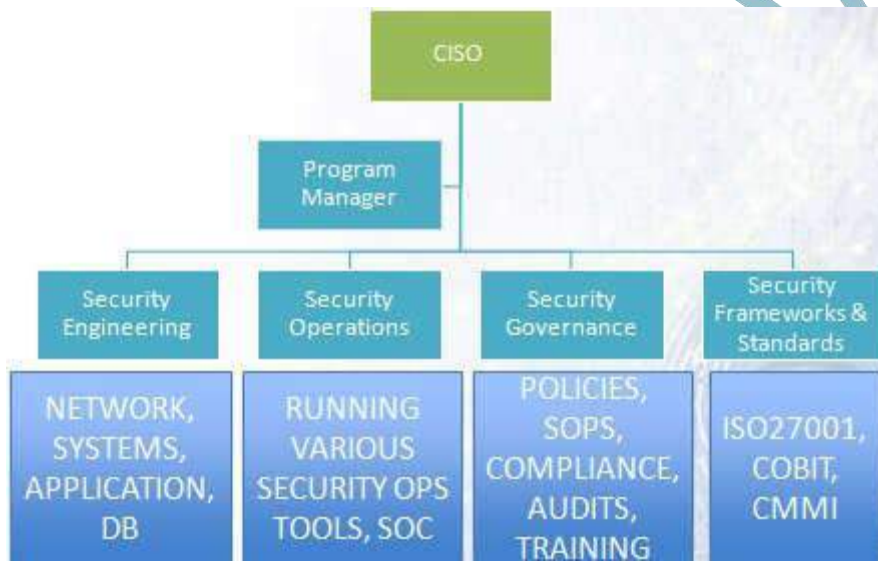 CISO
Program
Manager
Security
Engineering
Security
Operations
Security
Governance
Security
Frameworks &
Standards
NETWORK,
SYSTEMS,
APPLICATION,
DB
RUNNING
VARIOUS
SECURITY OPS
TOOLS, SOC
POLICIES,
SOPS,
COMPLIANCE,
AUDITS,
TRAINING
ISO27001,
COBIT,
CMMI